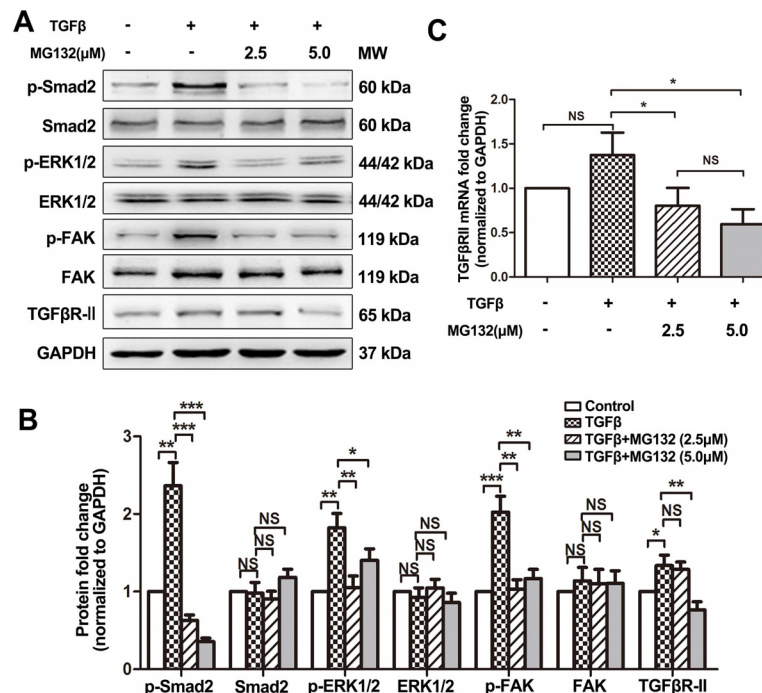 A
TGFβ - + + +
MG132(μM) - - 2.5 5.0 MW
p-Smad2 60 kDa
Smad2 60 kDa
p-ERK1/2 44/42 kDa
ERK1/2 44/42 kDa
p-FAK 119 kDa
FAK 119 kDa
TGFβR-II 65 kDa
GAPDH 37 kDa
C
TGFβRII mRNA fold change
(normalized to GAPDH)
2.0
1.5
1.0
0.5
0.0
*
NS * NS
TGFβ - + + +
MG132(μM) - - 2.5 5.0
B
Control
TGFβ
TGFβ+MG132 (2.5μM)
TGFβ+MG132 (5.0μM)
Protein fold change
(normalized to GAPDH)
3
2
1
0
*** *** **
NS NS NS
* ** **
NS NS NS
** ** ***
NS NS NS
** NS *
p-Smad2 Smad2 p-ERK1/2 ERK1/2 p-FAK FAK TGFβR-II